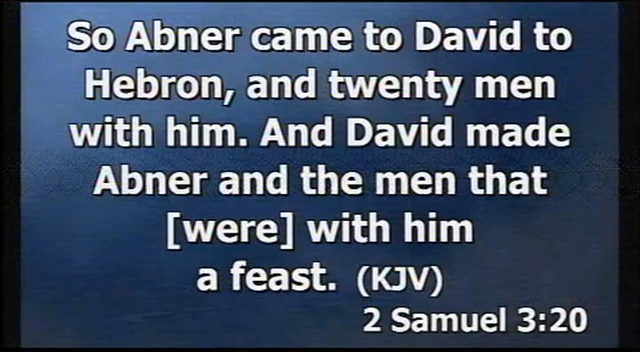 So Abner came to David to
Hebron, and twenty men
with him. And David made
Abner and the men that
[were] with him
a feast. (KJV)
2 Samuel 3:20